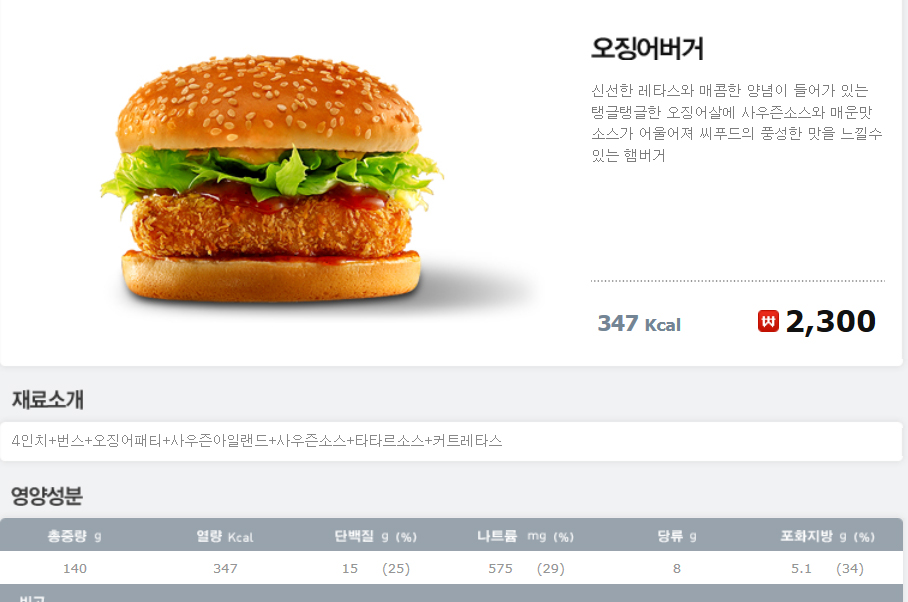 오징어버거
신선한 레타스와 매콤한 양념이 들어가 있는
탱글탱글한 오징어살에 사우즌소스와 매운맛
소스가 어울어져 씨푸드의 풍성한 맛을 느낄수
있는 햄버거
347 Kcal ₩ 2,300
재료소개
4인치+번스+오징어패티+사우즌아일랜드+사우즌소스+타타르소스+커트레타스
영양성분
총중량 g 열량 Kcal 단백질 g (%) 나트륨 mg (%) 당류 g 포화지방 g (%)
140 347 15 (25) 575 (29) 8 5.1 (34)